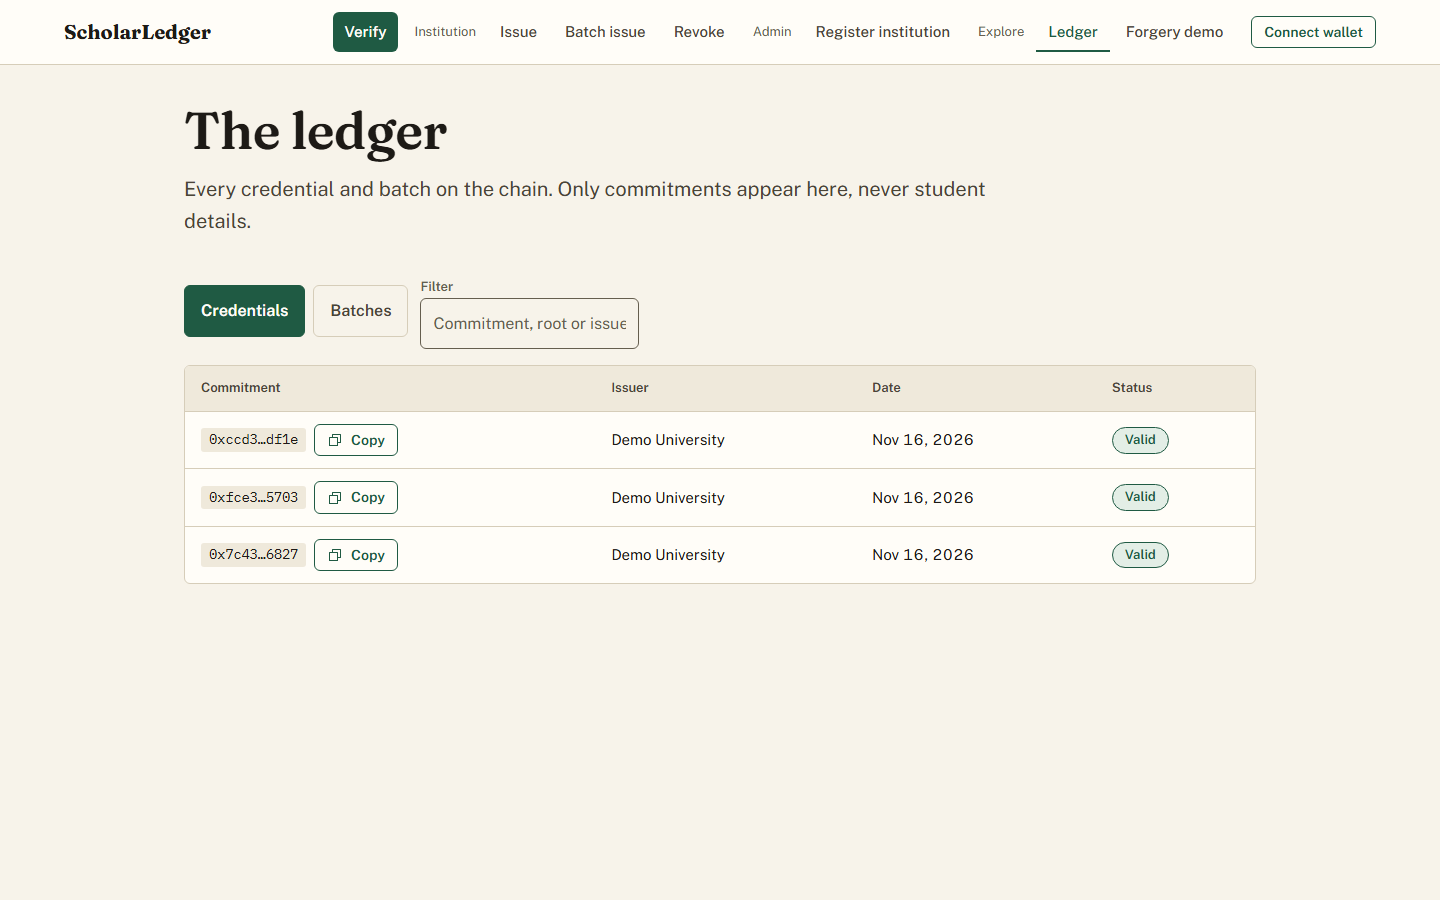 ScholarLedger Verify Institution Issue Batch issue Revoke Admin Register institution Explore Ledger Forgery demo Connect wallet
The ledger
Every credential and batch on the chain. Only commitments appear here, never student
details.
Filter
Credentials Batches Commitment, root or issue
Commitment Issuer Date Status
0xccd3…df1e Copy Demo University Nov 16, 2026 Valid
0xfce3…5703 Copy Demo University Nov 16, 2026 Valid
0x7c43…6827 Copy Demo University Nov 16, 2026 Valid